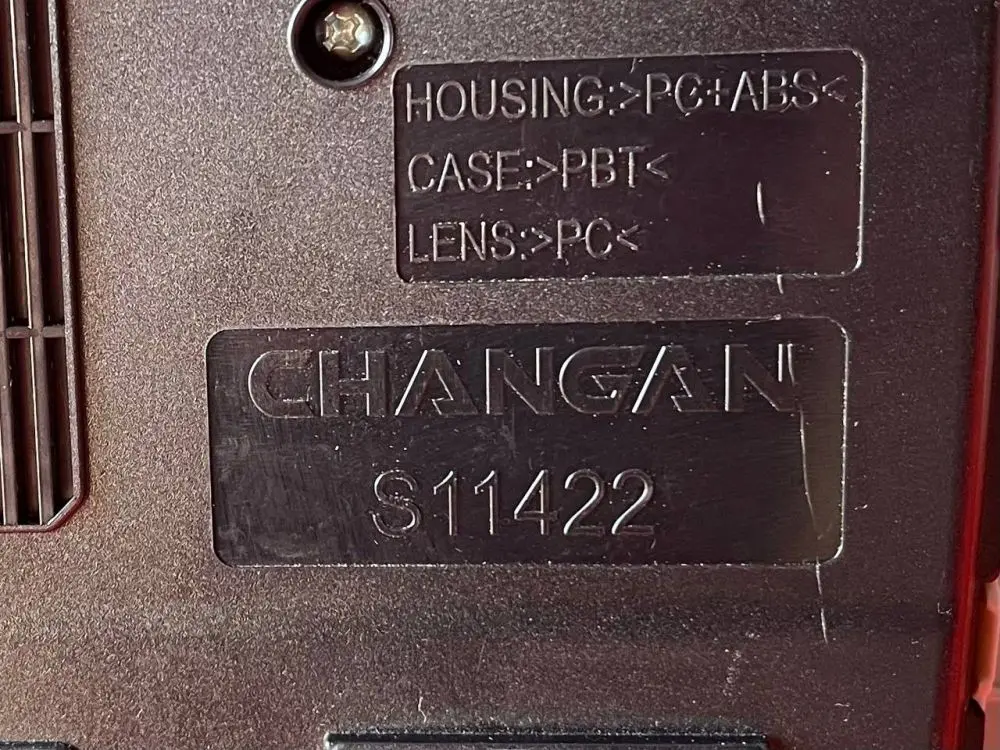 HOUSING:>PC+ABS<
CASE:>PBT<
LENS:>PC<
CHANGAN
S11422